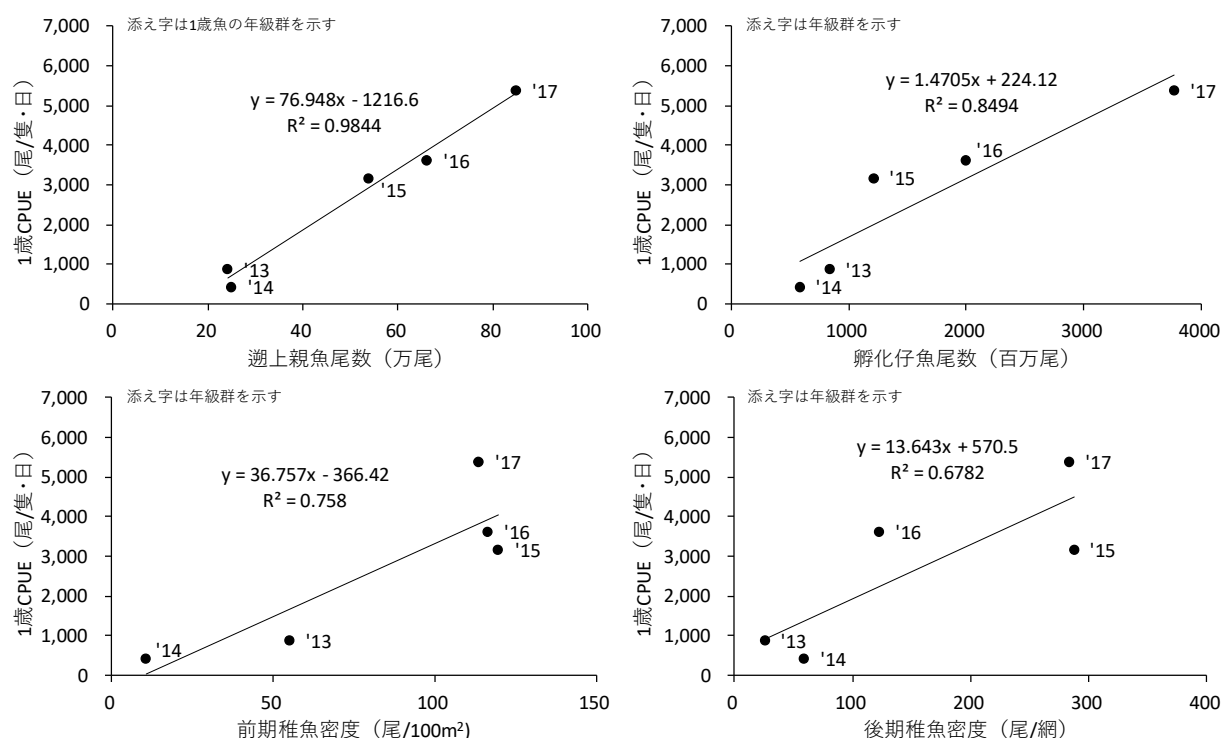 添え字は1歳魚の年級群を示す
y = 76.948x - 1216.6
R² = 0.9844
1歳CPUE（尾/隻・日）
7,000
6,000
5,000
4,000
3,000
2,000
1,000
0
'17
'16
'15
'13
'14
0 20 40 60 80 100
遡上親魚尾数（万尾）
添え字は年級群を示す
y = 1.4705x + 224.12
R² = 0.8494
1歳CPUE（尾/隻・日）
7,000
6,000
5,000
4,000
3,000
2,000
1,000
0
'17
'16
'15
'13
'14
0 1000 2000 3000 4000
孵化仔魚尾数（百万尾）
添え字は年級群を示す
y = 36.757x - 366.42
R² = 0.758
1歳CPUE（尾/隻・日）
7,000
6,000
5,000
4,000
3,000
2,000
1,000
0
'17
'16
'15
'13
'14
0 50 100 150
前期稚魚密度（尾/100m²）
添え字は年級群を示す
y = 13.643x + 570.5
R² = 0.6782
1歳CPUE（尾/隻・日）
7,000
6,000
5,000
4,000
3,000
2,000
1,000
0
'17
'16
'15
'13
'14
0 100 200 300 400
後期稚魚密度（尾/網）